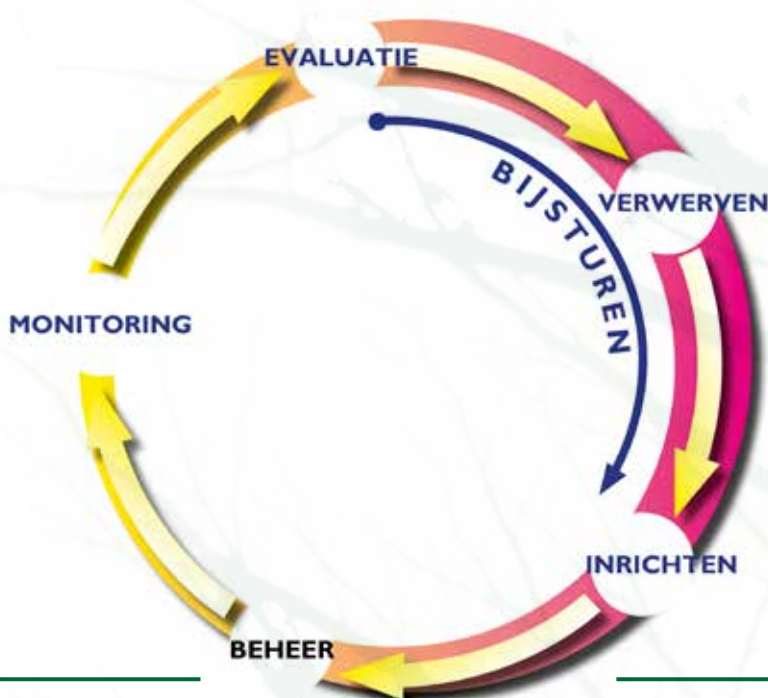 EVALUATIE
VERWERVEN
BIJSTUREN
MONITORING
INRICHTEN
BEHEER